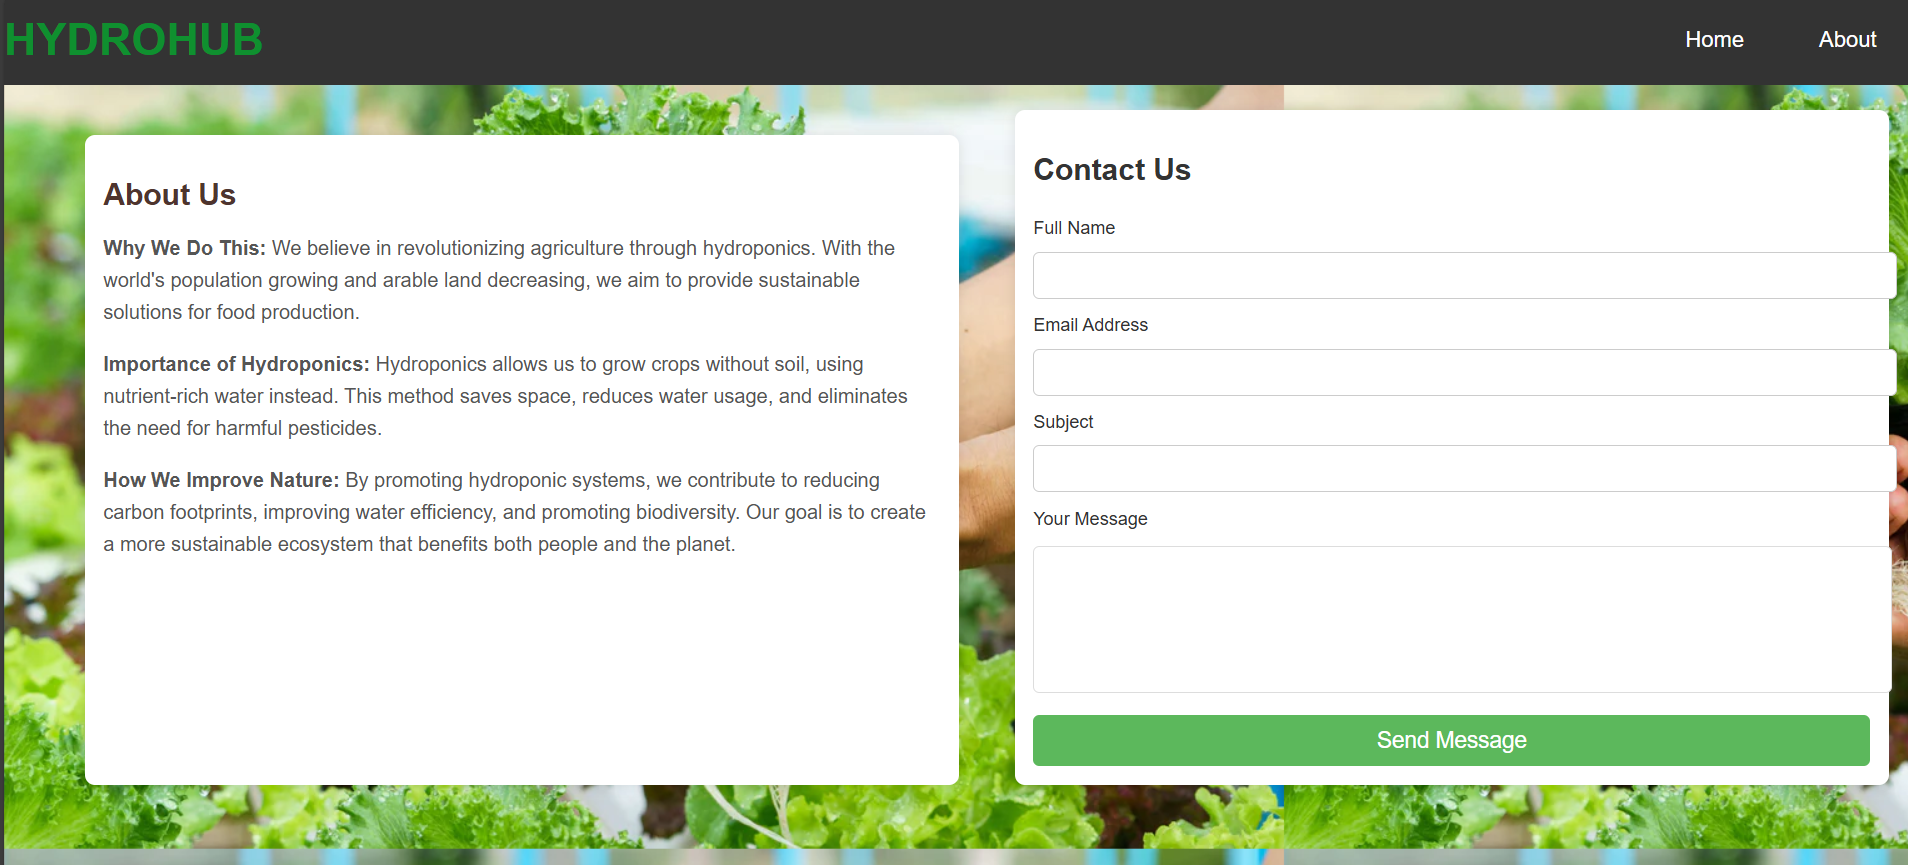 HYDROHUB
Home
About
About Us
Why We Do This: We believe in revolutionizing agriculture through hydroponics. With the
world's population growing and arable land decreasing, we aim to provide sustainable
solutions for food production.
Importance of Hydroponics: Hydroponics allows us to grow crops without soil, using
nutrient-rich water instead. This method saves space, reduces water usage, and eliminates
the need for harmful pesticides.
How We Improve Nature: By promoting hydroponic systems, we contribute to reducing
carbon footprints, improving water efficiency, and promoting biodiversity. Our goal is to create
a more sustainable ecosystem that benefits both people and the planet.
Contact Us
Full Name
Email Address
Subject
Your Message
Send Message